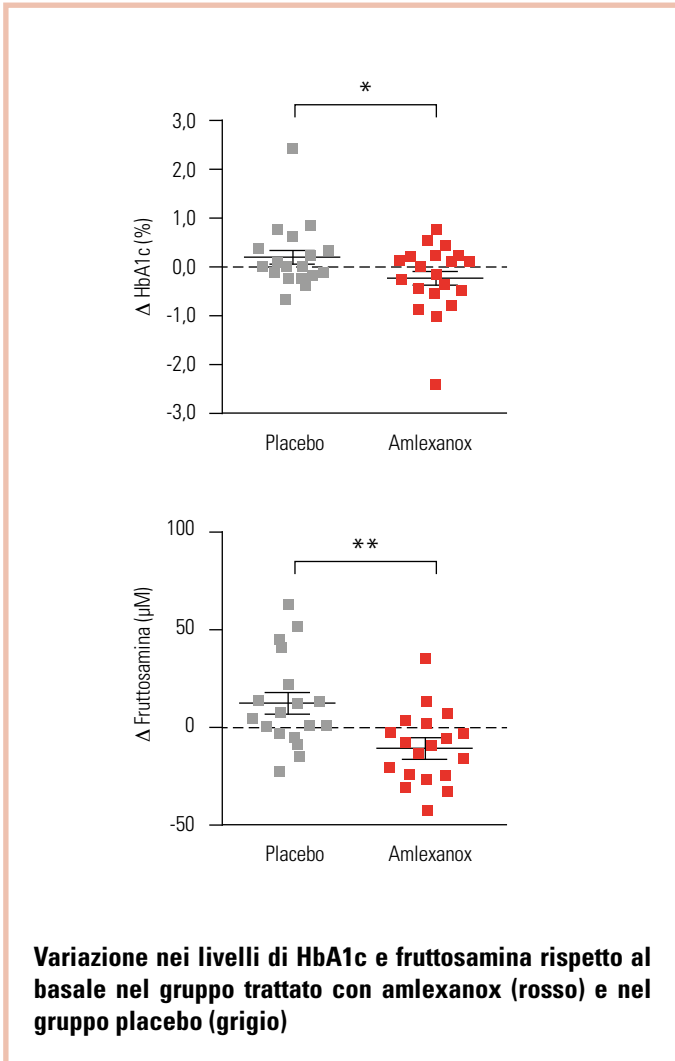 *
3,0
2,0
1,0
0,0
-1,0
-2,0
-3,0
Δ HbA1c (%)
Placebo Amlexanox
**
100
50
0
-50
Δ Fruttosamina (µM)
Placebo Amlexanox
Variazione nei livelli di HbA1c e fruttosamina rispetto al
basale nel gruppo trattato con amlexanox (rosso) e nel
gruppo placebo (grigio)